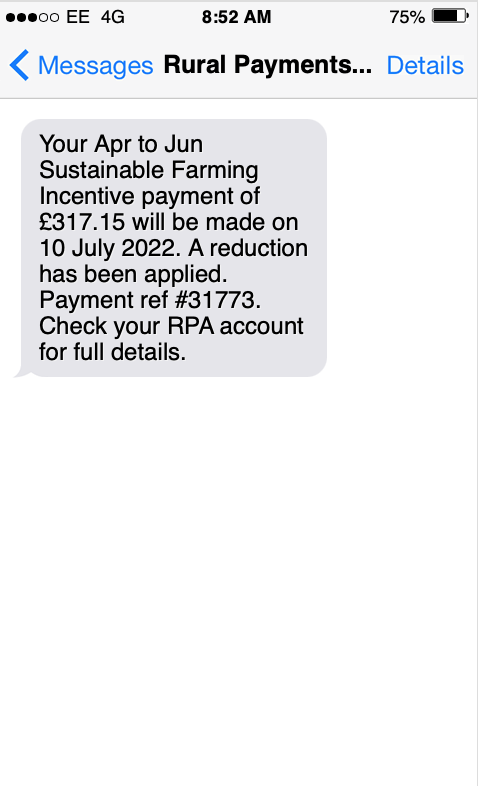 EE 4G 8:52 AM 75%
Messages Rural Payments... Details
Your Apr to Jun
Sustainable Farming
Incentive payment of
£317.15 will be made on
10 July 2022. A reduction
has been applied.
Payment ref #31773.
Check your RPA account
for full details.